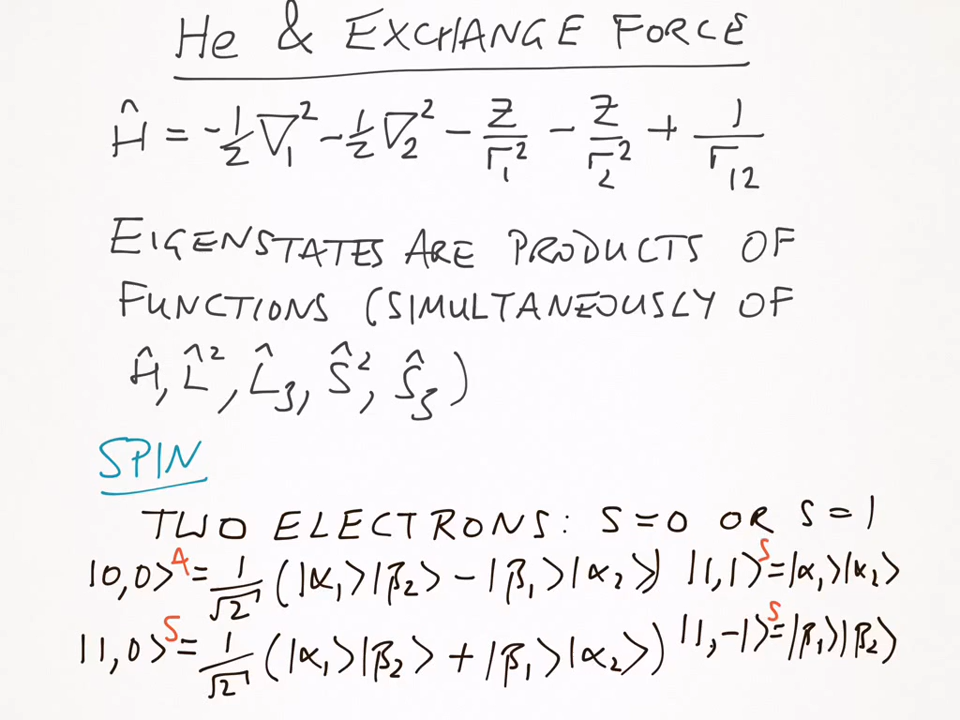 He & EXCHANGE FORCE
Ĥ = -1/2 ∇₁² - 1/2 ∇₂² - Z/r₁² - Z/r₂² + 1/r₁₂
EIGENSTATES ARE PRODUCTS OF
FUNCTIONS (SIMULTANEOUSLY OF
Ĥ, L̂², L̂₃, Ŝ², Ŝ₃)
SPIN
TWO ELECTRONS: S=0 OR S=1
|0,0>ᴬ = 1/√2 (|α₁>|β₂> - |β₁>|α₂>) |1,1>ˢ = |α₁>|α₂>
|1,0>ˢ = 1/√2 (|α₁>|β₂> + |β₁>|α₂>) |1,-1>ˢ = |β₁>|β₂>